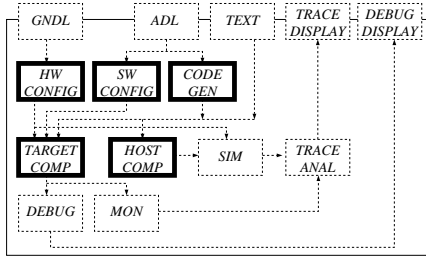 GNDL
ADL
TEXT
TRACE
DISPLAY
DEBUG
DISPLAY
HW
CONFIG
SW
CONFIG
CODE
GEN
TARGET
COMP
HOST
COMP
SIM
TRACE
ANAL
DEBUG
MON